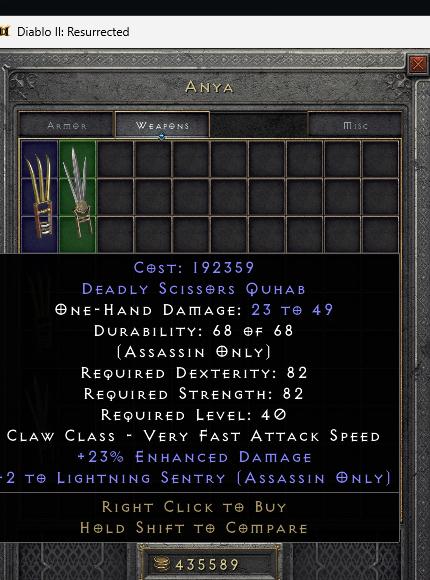 Diablo II: Resurrected
Anya
Armor Weapons Misc
Cost: 192359
Deadly Scissors Quhab
One-Hand Damage: 23 to 49
Durability: 68 of 68
(Assassin Only)
Required Dexterity: 82
Required Strength: 82
Required Level: 40
Claw Class - Very Fast Attack Speed
+23% Enhanced Damage
+2 to Lightning Sentry (Assassin Only)
Right Click to Buy
Hold Shift to Compare
435589